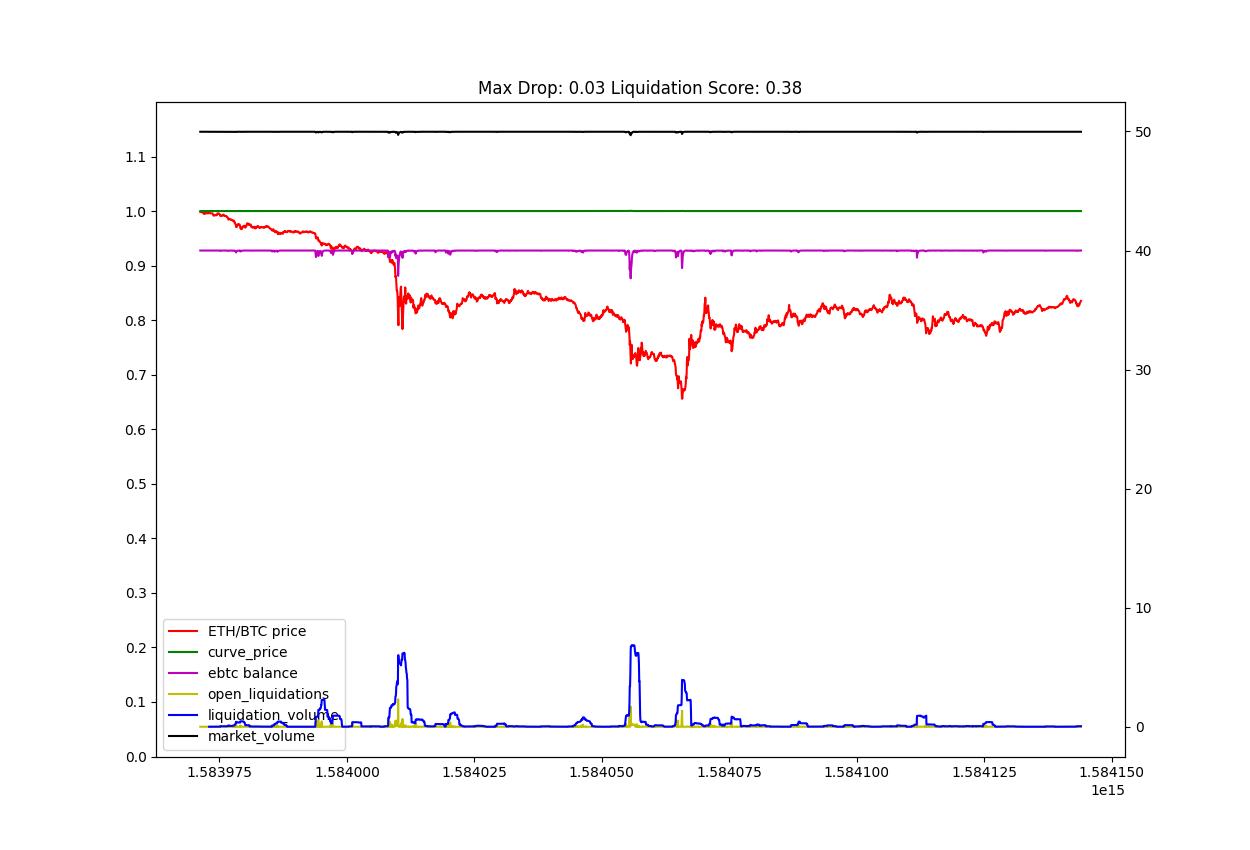 Max Drop: 0.03 Liquidation Score: 0.38
1.1
1.0
0.9
0.8
0.7
0.6
0.5
0.4
0.3
0.2
0.1
0.0
50
40
30
20
10
0
ETH/BTC price
curve_price
ebtc balance
open_liquidations
liquidation_volume
market_volume
1.583975 1.584000 1.584025 1.584050 1.584075 1.584100 1.584125 1.584150
1e15